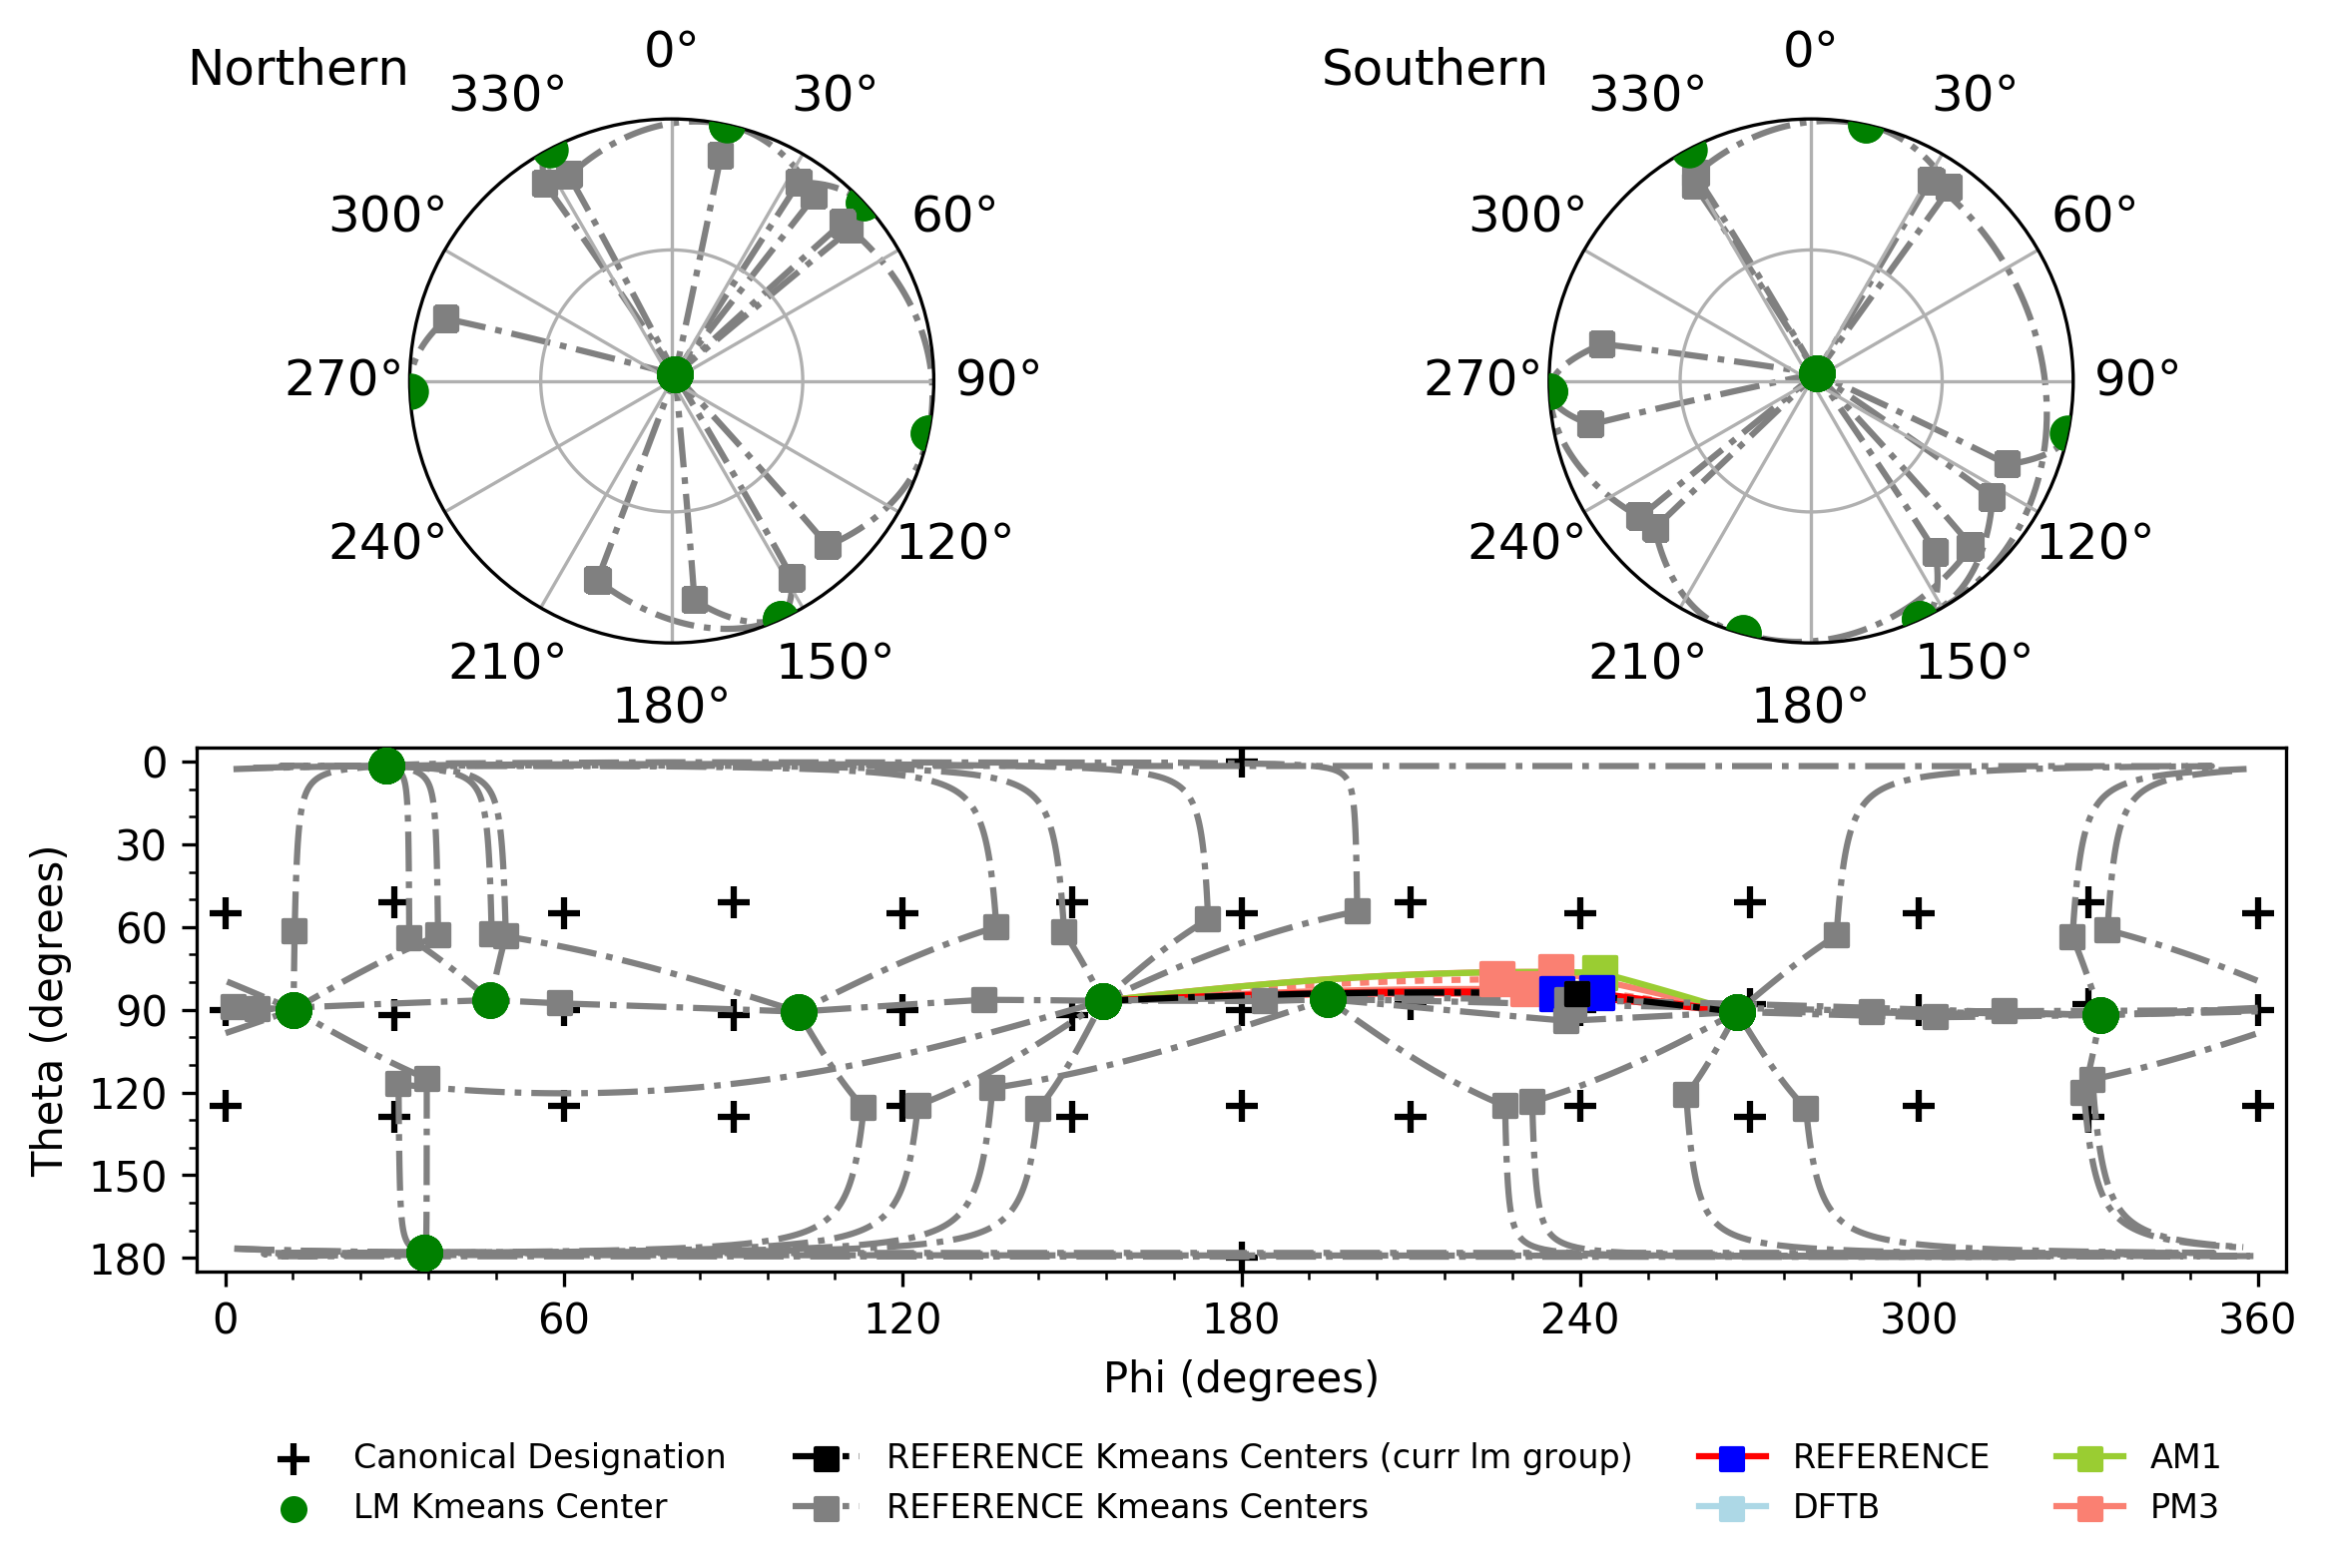 Northern
0°
30°
60°
90°
120°
150°
180°
210°
240°
270°
300°
330°
Southern
0°
30°
60°
90°
120°
150°
180°
210°
240°
270°
300°
330°
Theta (degrees)
0
30
60
90
120
150
180
0 60 120 180 240 300 360
Phi (degrees)
Canonical Designation
LM Kmeans Center
REFERENCE Kmeans Centers (curr lm group)
REFERENCE Kmeans Centers
REFERENCE
DFTB
AM1
PM3